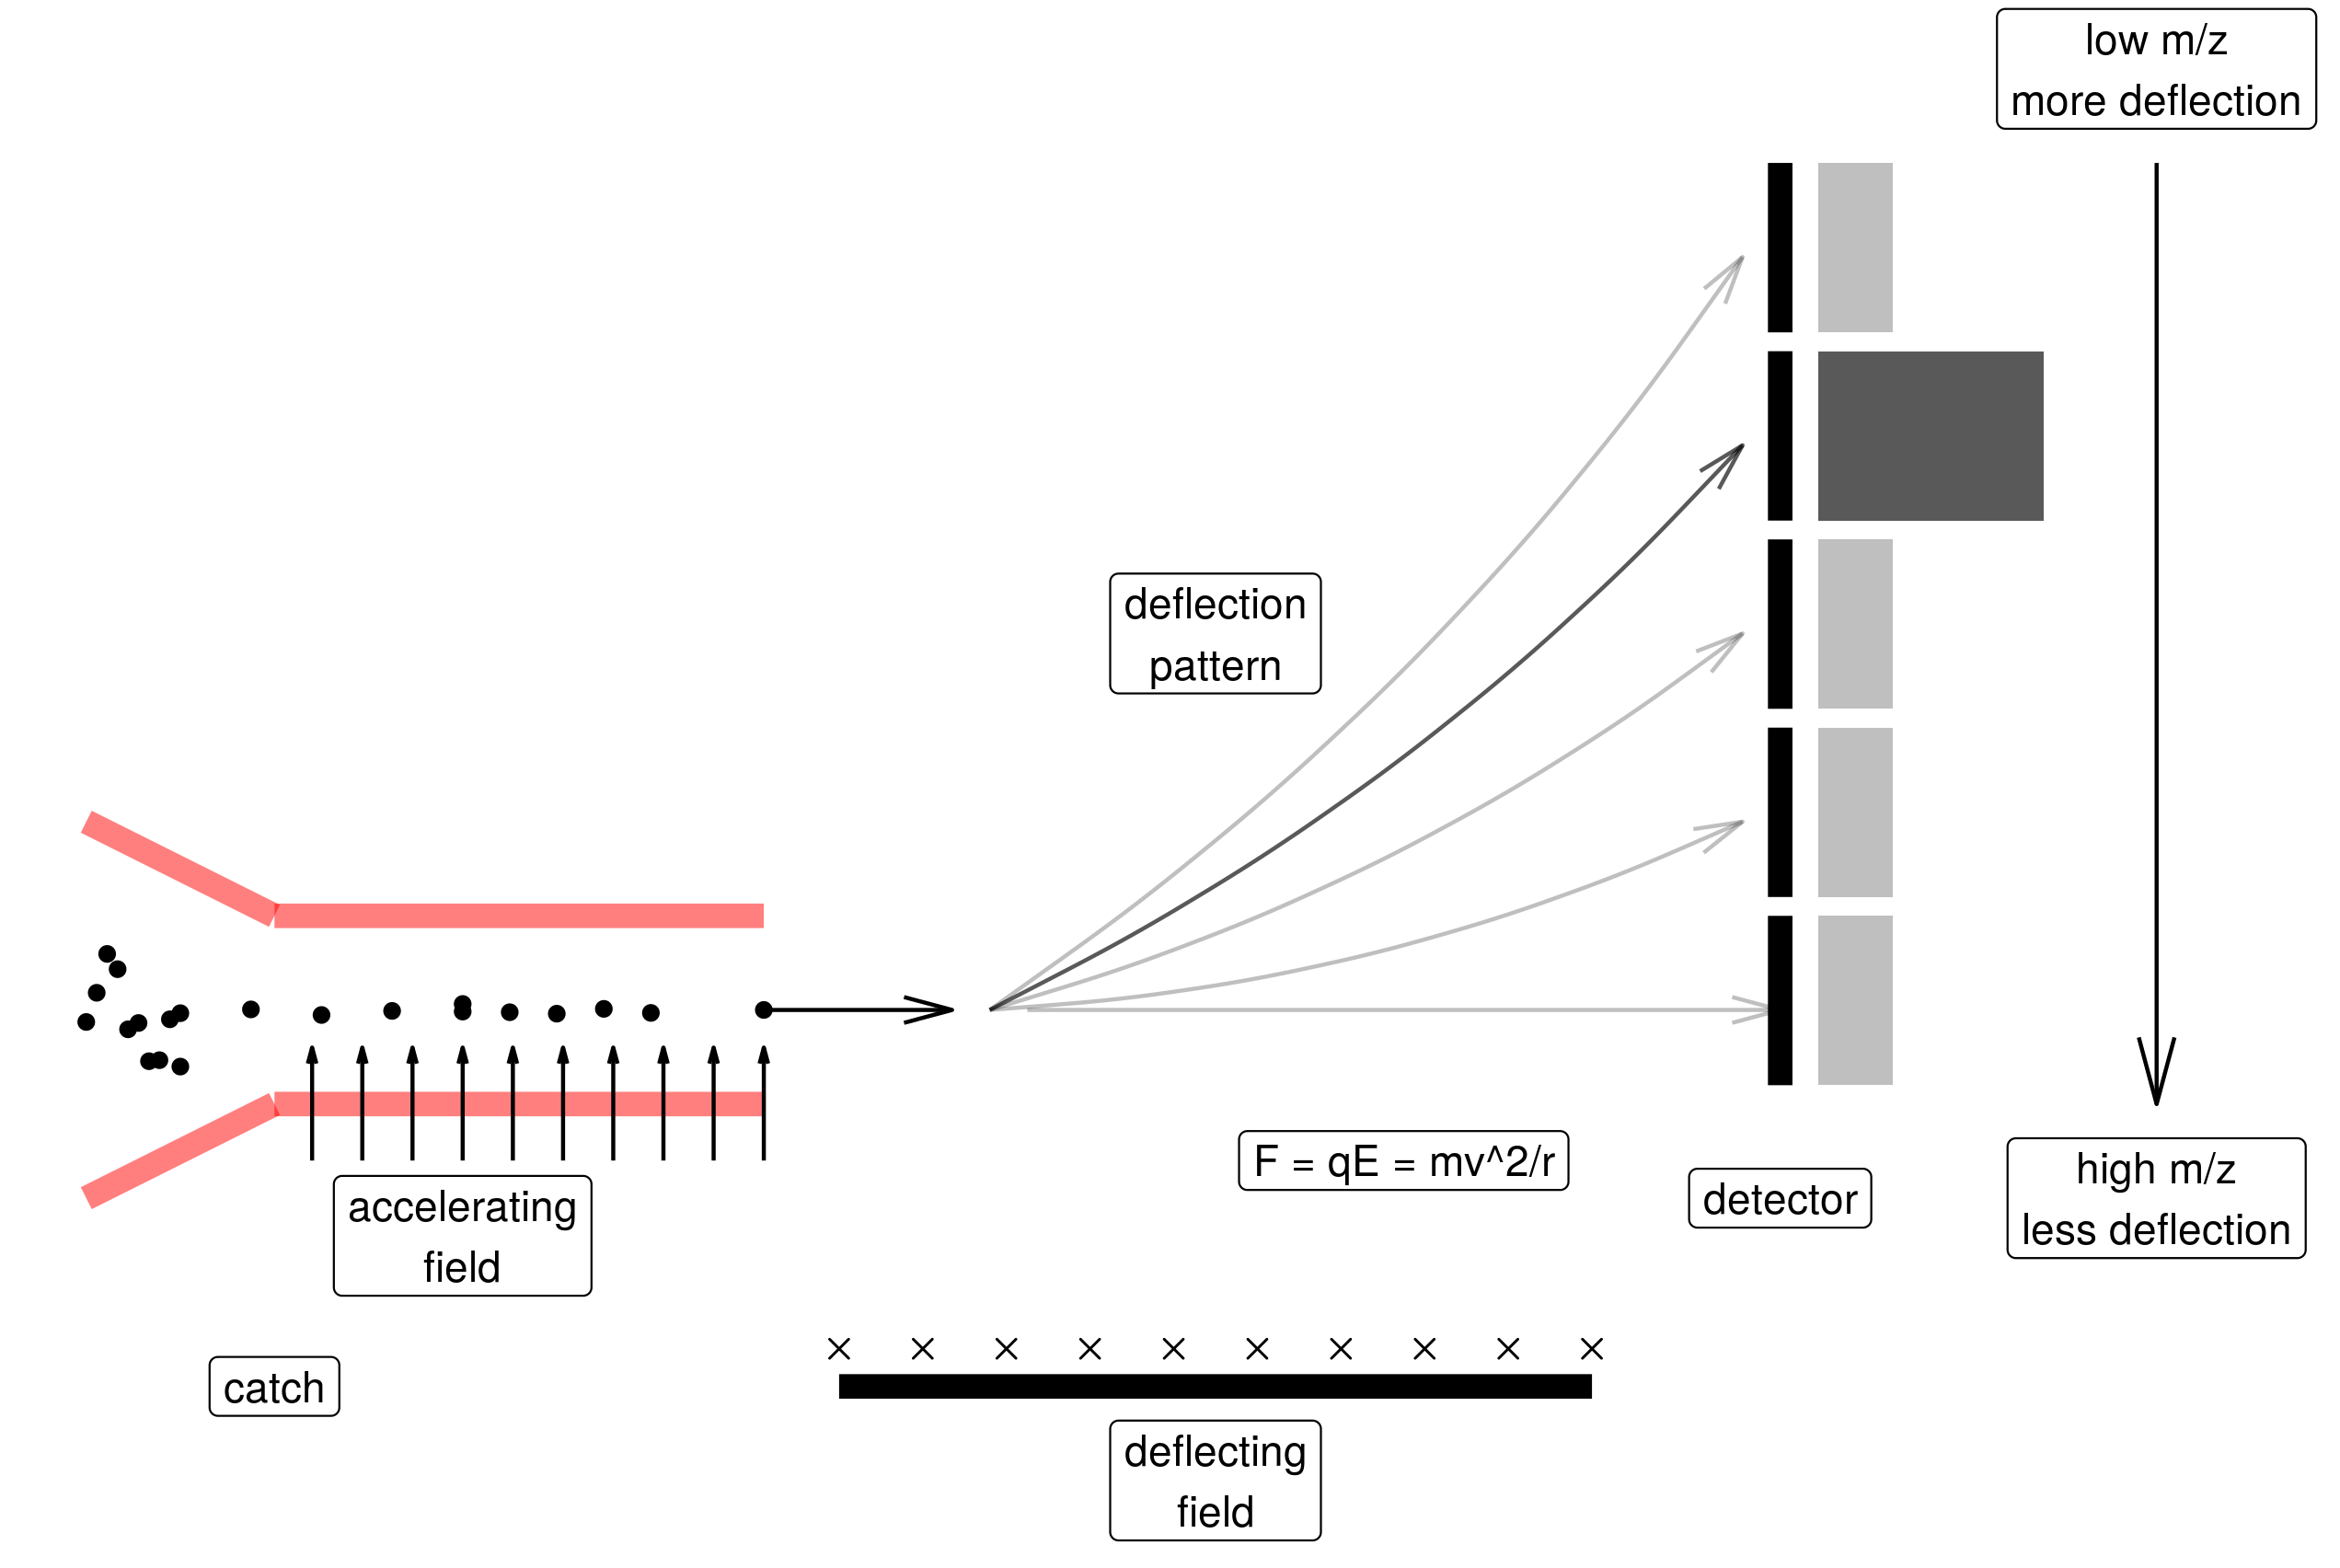 low m/z
more deflection
deflection
pattern
F = qE = mv^2/r
high m/z
less deflection
detector
accelerating
field
catch
deflecting
field